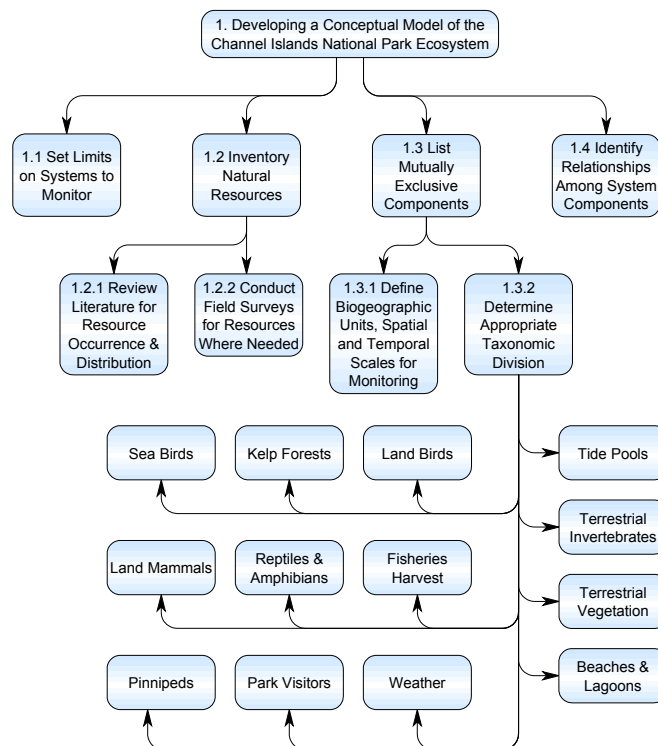 1. Developing a Conceptual Model of the
Channel Islands National Park Ecosystem
1.1 Set Limits
on Systems to
Monitor
1.2 Inventory
Natural
Resources
1.3 List
Mutually
Exclusive
Components
1.4 Identify
Relationships
Among System
Components
1.2.1 Review
Literature for
Resource
Occurrence &
Distribution
1.2.2 Conduct
Field Surveys
for Resources
Where Needed
1.3.1 Define
Biogeographic
Units, Spatial
and Temporal
Scales for
Monitoring
1.3.2
Determine
Appropriate
Taxonomic
Division
Sea Birds
Kelp Forests
Land Birds
Tide Pools
Terrestrial
Invertebrates
Land Mammals
Reptiles &
Amphibians
Fisheries
Harvest
Terrestrial
Vegetation
Pinnipeds
Park Visitors
Weather
Beaches &
Lagoons